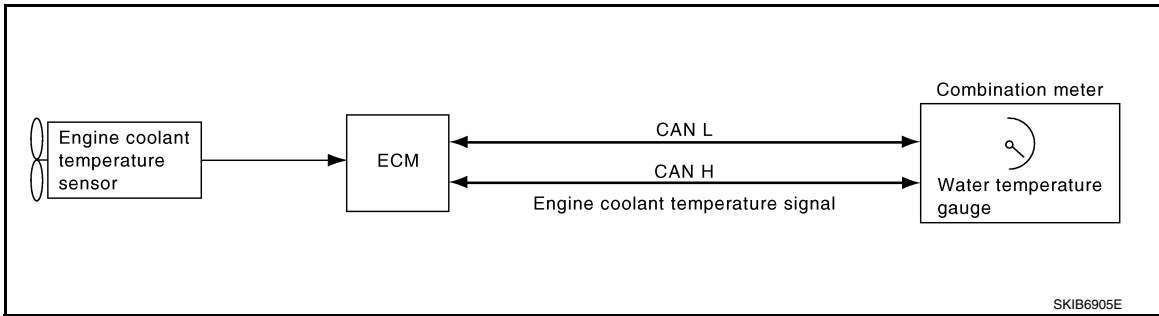 Combination meter
Engine coolant
temperature
sensor
ECM
CAN L
CAN H
Engine coolant temperature signal
Water temperature
gauge
SKIB6905E